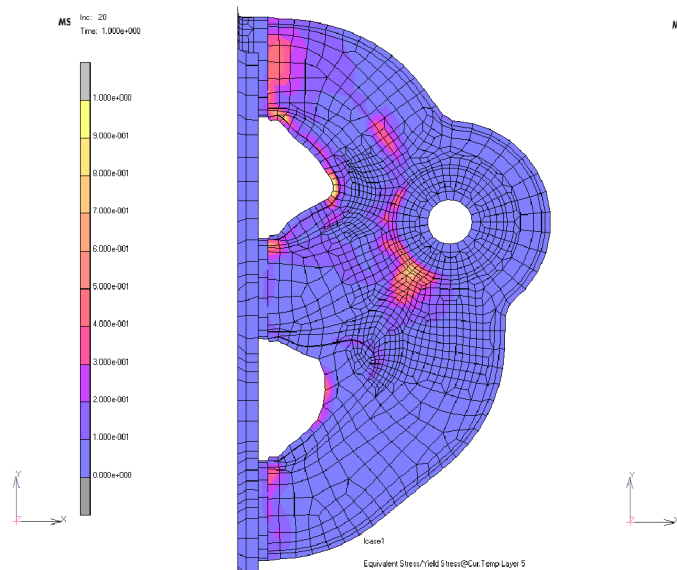 MS
Inc: 20
Time: 1.000e+000
1.000e+000
9.000e-001
8.000e-001
7.000e-001
6.000e-001
5.000e-001
4.000e-001
3.000e-001
2.000e-001
1.000e-001
0.000e+000
Y
Z
X
lcase1
Equivalent Stress/Yield Stress@Cur.Temp Layer 5
M
Y
Z